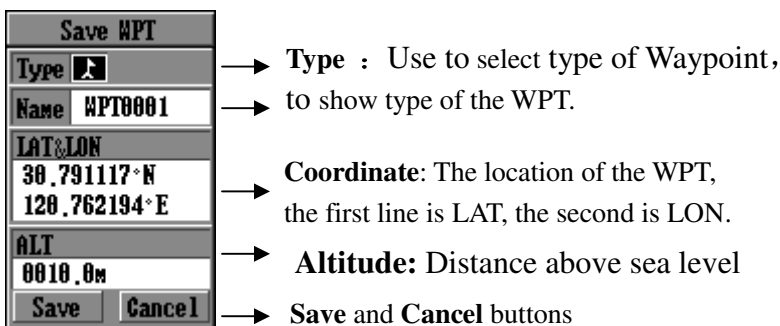 Save WPT
Type
Name WPT0001
LAT&LON
30.791117°N
120.762194°E
ALT
0010.0m
Save Cancel
Type ：Use to select type of Waypoint，
to show type of the WPT.
Coordinate: The location of the WPT,
the first line is LAT, the second is LON.
Altitude: Distance above sea level
Save and Cancel buttons